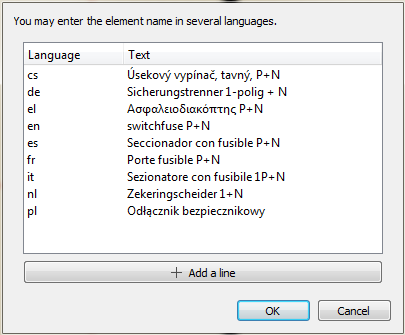 You may enter the element name in several languages.
Language Text
cs Úsekový vypínač, tavný, P+N
de Sicherungstrenner 1-polig + N
el Ασφαλειοδιακόπτης P+N
en switchfuse P+N
es Seccionador con fusible P+N
fr Porte fusible P+N
it Sezionatore con fusibile 1P+N
nl Zekeringscheider 1+N
pl Odłącznik bezpiecznikowy
+ Add a line
OK Cancel